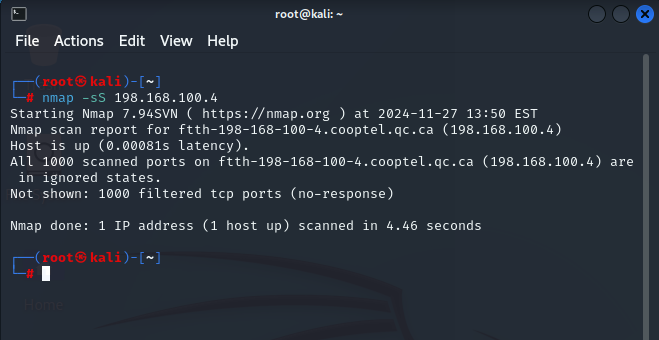 root@kali: ~
File Actions Edit View Help
┌──(root㉿kali)-[~]
└─# nmap -sS 198.168.100.4
Starting Nmap 7.94SVN ( https://nmap.org ) at 2024-11-27 13:50 EST
Nmap scan report for ftth-198-168-100-4.cooptel.qc.ca (198.168.100.4)
Host is up (0.00081s latency).
All 1000 scanned ports on ftth-198-168-100-4.cooptel.qc.ca (198.168.100.4) are
in ignored states.
Not shown: 1000 filtered tcp ports (no-response)
Nmap done: 1 IP address (1 host up) scanned in 4.46 seconds
┌──(root㉿kali)-[~]
└─#
Home